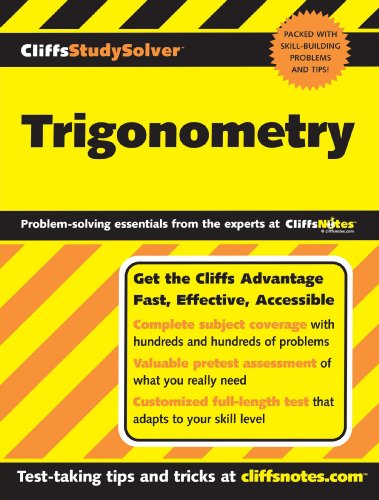 CliffsStudySolver™
PACKED WITH
SKILL-BUILDING
PROBLEMS
AND TIPS!
Trigonometry
Problem-solving essentials from the experts at CliffsNotes™
@ cliffsnotes.com
Get the Cliffs Advantage
Fast, Effective, Accessible
Complete subject coverage with
hundreds and hundreds of problems
Valuable pretest assessment of
what you really need
Customized full-length test that
adapts to your skill level
Test-taking tips and tricks at cliffsnotes.com™